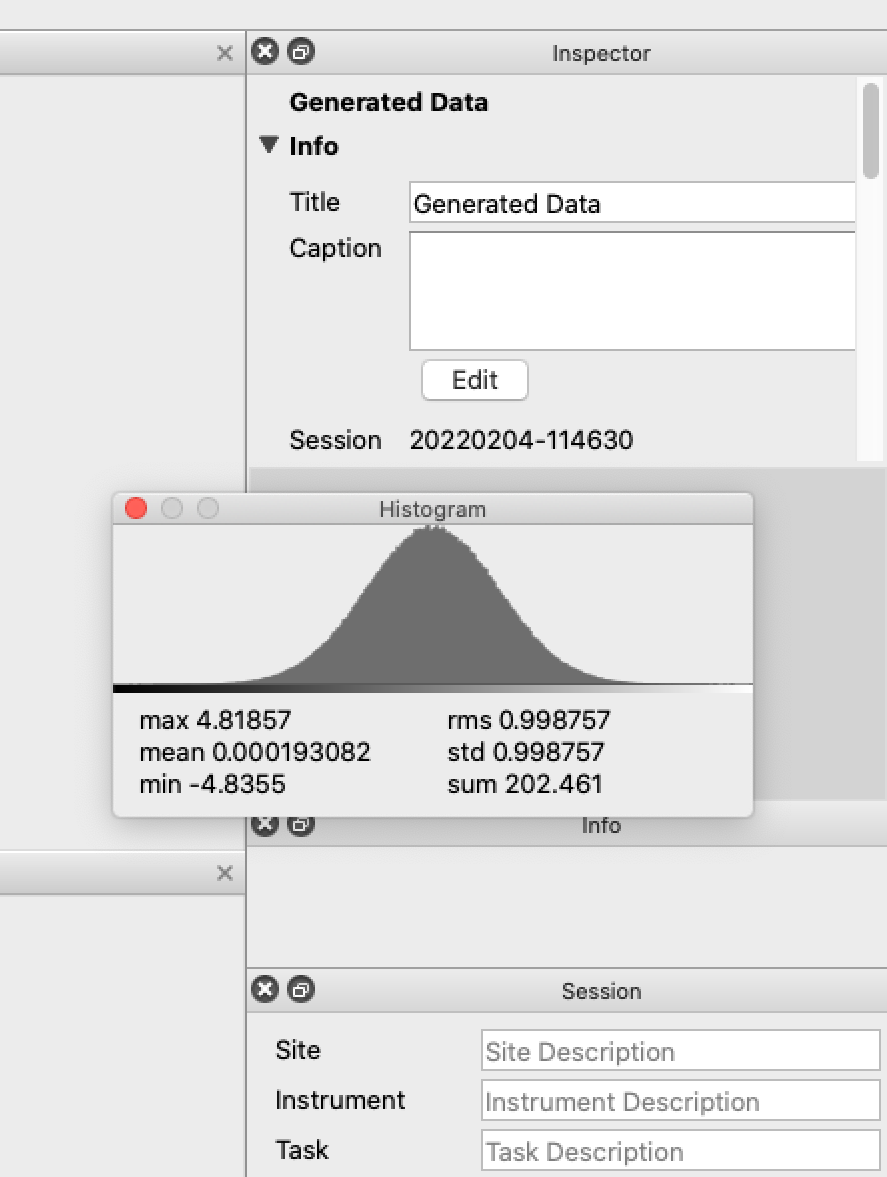 Inspector
Generated Data
Info
Title Generated Data
Caption
Edit
Session 20220204-114630
Histogram
max 4.81857 rms 0.998757
mean 0.000193082 std 0.998757
min -4.8355 sum 202.461
Info
Session
Site Site Description
Instrument Instrument Description
Task Task Description